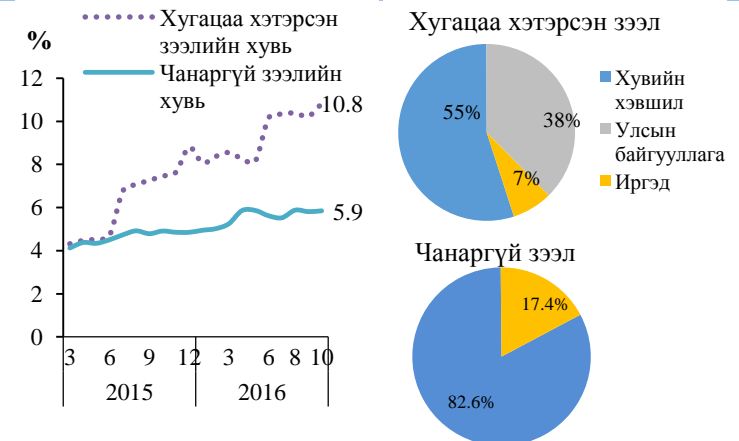 Хугацаа хэтэрсэн
зээлийн хувь
Чанаргүй зээлийн
хувь
%
12
10
8
6
4
2
0
10.8
5.9
3 6 9 12 3 6 8 10
2015 2016
Хугацаа хэтэрсэн зээл
55%
38%
7%
Хувийн
хэвшил
Улсын
байгууллага
Иргэд
Чанаргүй зээл
17.4%
82.6%